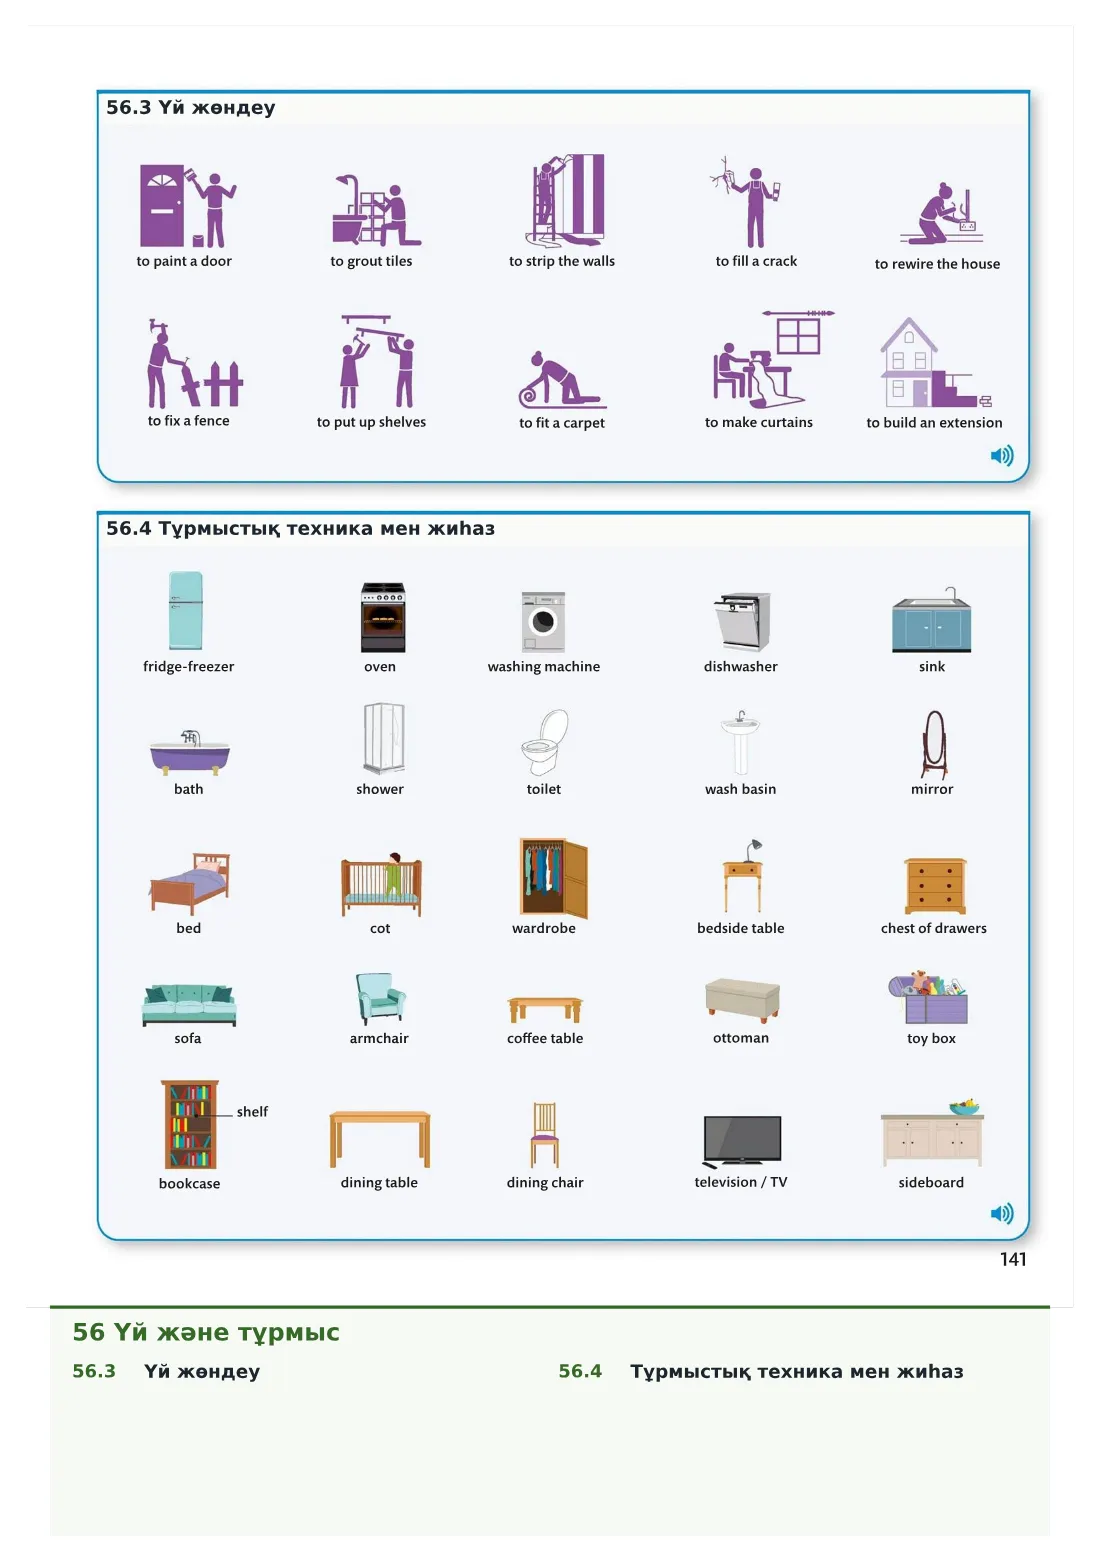 56.3 Үй жөндеу
to paint a door
to grout tiles
to strip the walls
to fill a crack
to rewire the house
to fix a fence
to put up shelves
to fit a carpet
to make curtains
to build an extension
56.4 Тұрмыстық техника мен жиһаз
fridge-freezer
oven
washing machine
dishwasher
sink
bath
shower
toilet
wash basin
mirror
bed
cot
wardrobe
bedside table
chest of drawers
sofa
armchair
coffee table
ottoman
toy box
shelf
bookcase
dining table
dining chair
television / TV
sideboard
141
56 Үй және тұрмыс
56.3 Үй жөндеу
56.4 Тұрмыстық техника мен жиһаз